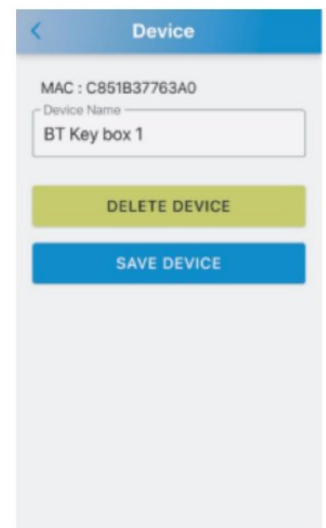 Device
MAC : C851B37763A0
Device Name
BT Key box 1
DELETE DEVICE
SAVE DEVICE